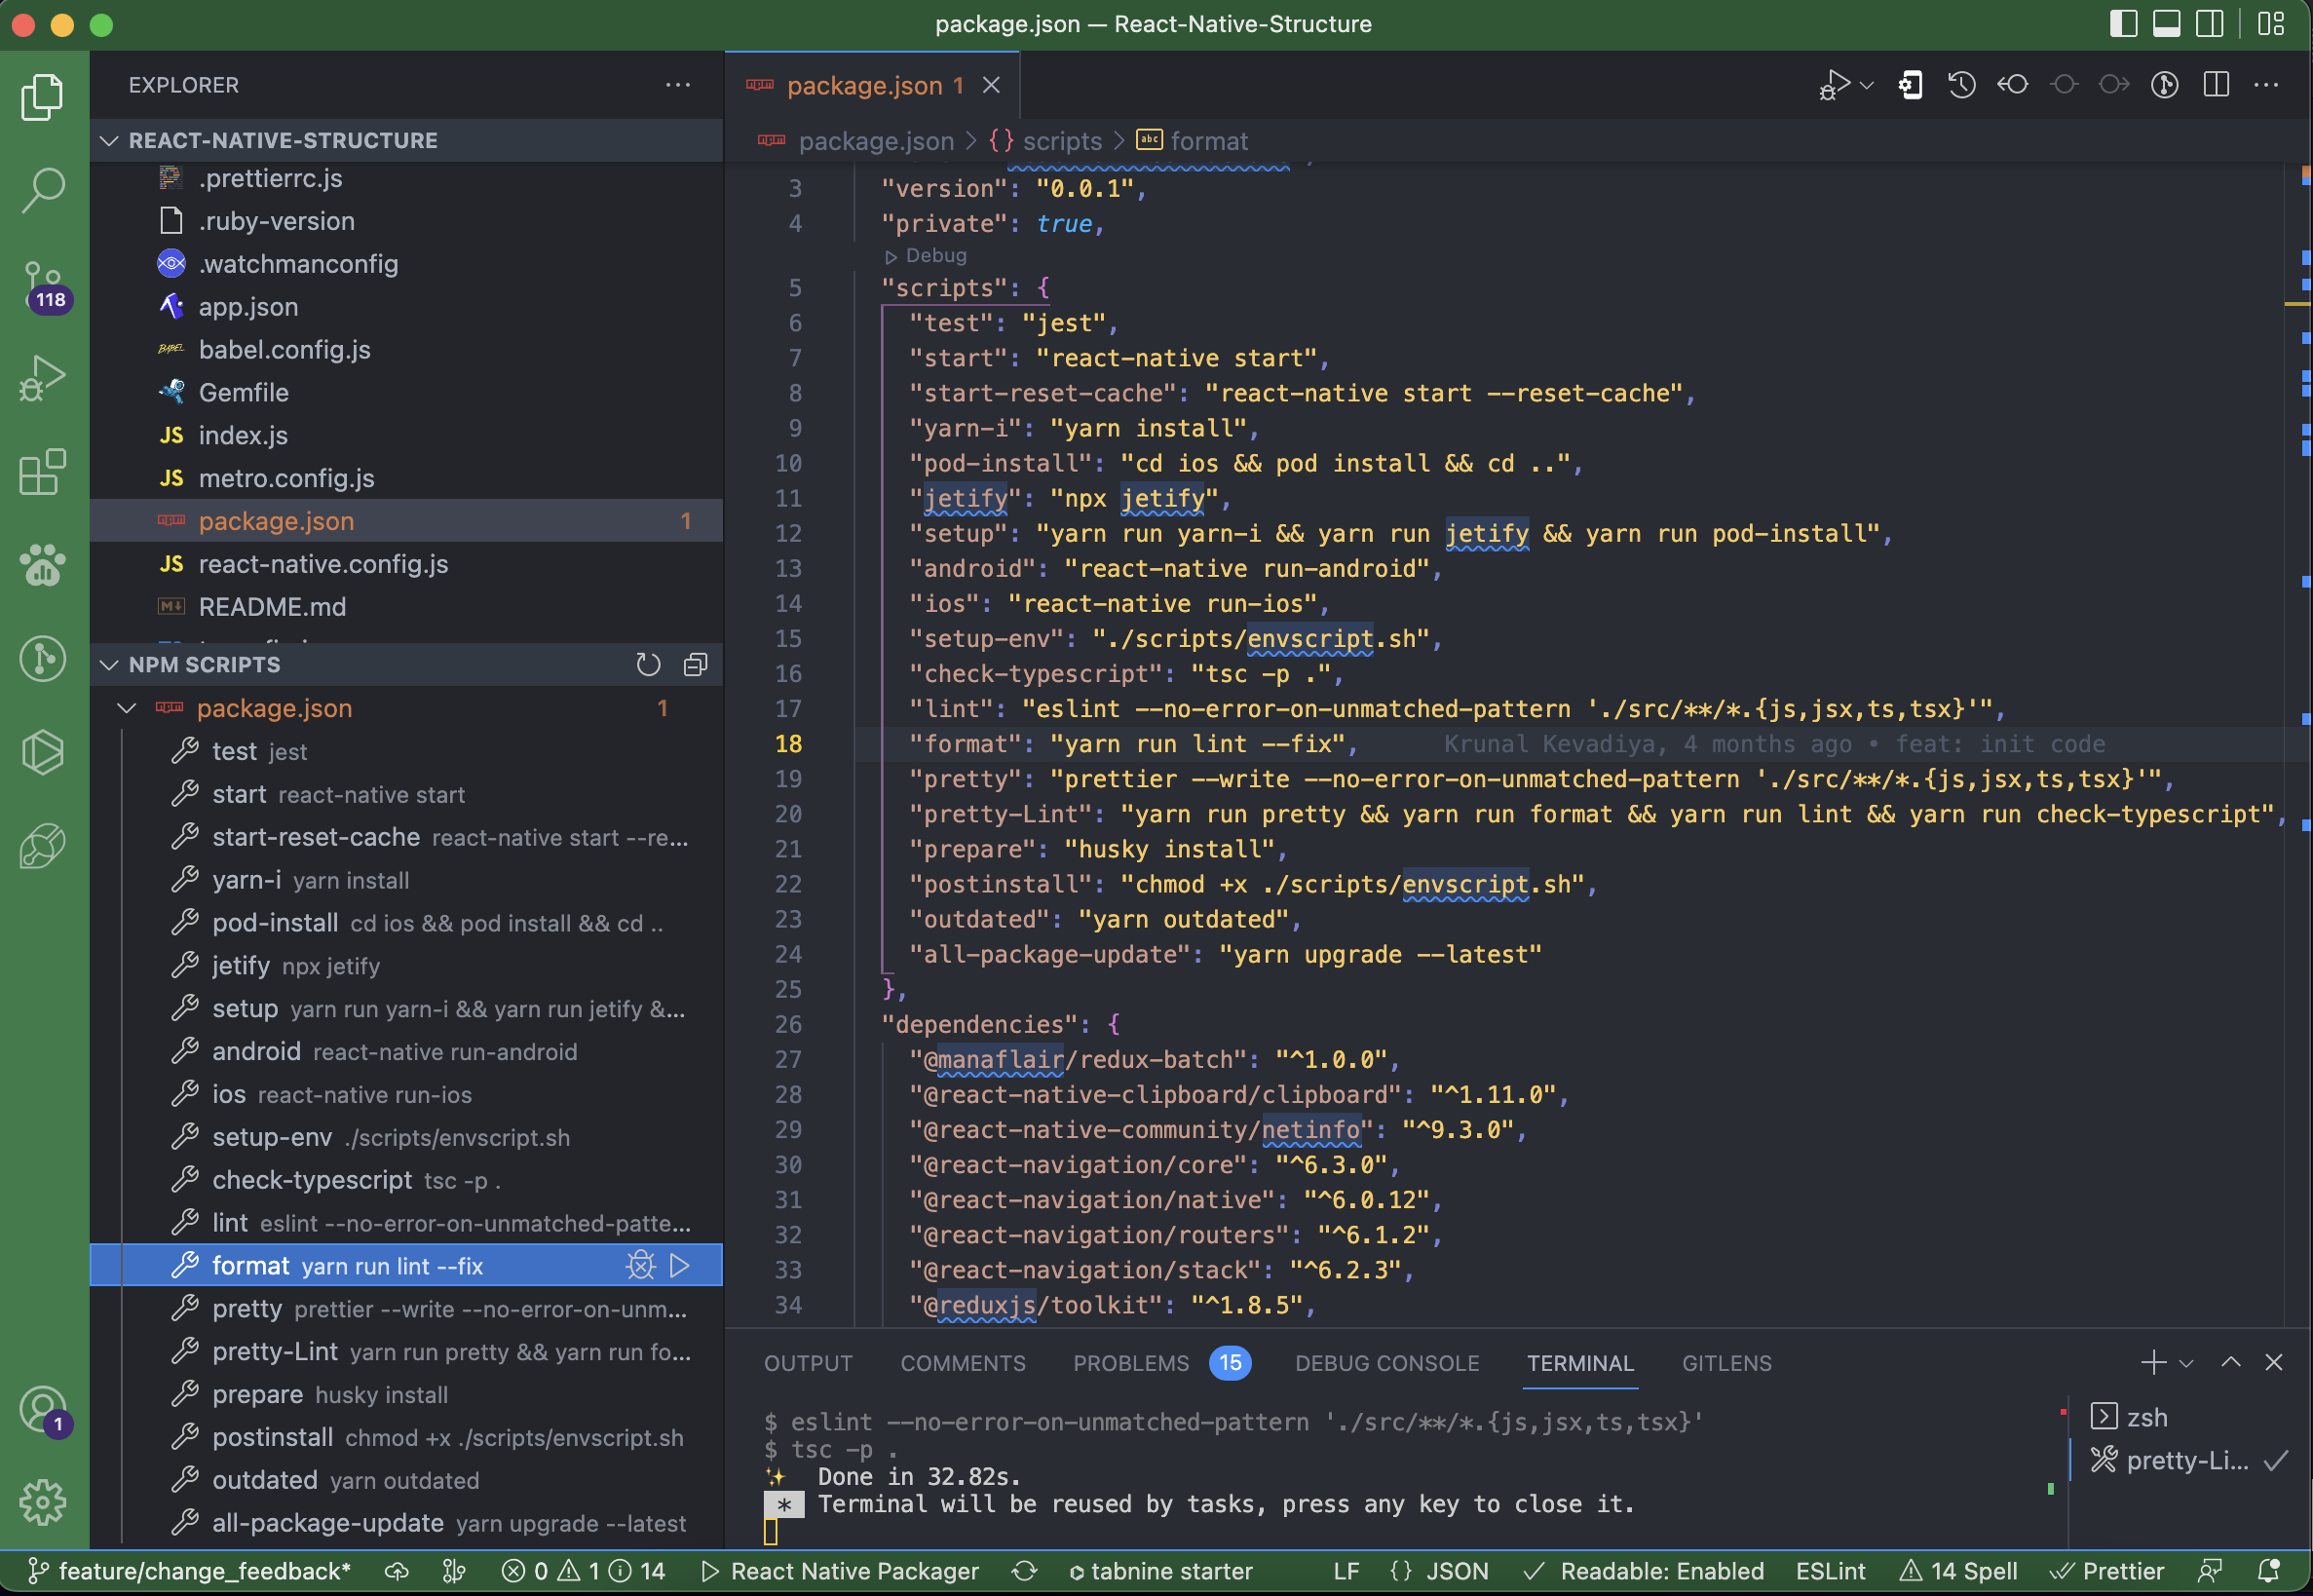 package.json — React-Native-Structure
EXPLORER
REACT-NATIVE-STRUCTURE
.prettierrc.js
.ruby-version
.watchmanconfig
app.json
BABEL babel.config.js
Gemfile
JS index.js
JS metro.config.js
package.json 1
JS react-native.config.js
README.md
NPM SCRIPTS
package.json 1
test jest
start react-native start
start-reset-cache react-native start --re...
yarn-i yarn install
pod-install cd ios && pod install && cd ..
jetify npx jetify
setup yarn run yarn-i && yarn run jetify &...
android react-native run-android
ios react-native run-ios
setup-env ./scripts/envscript.sh
check-typescript tsc -p .
lint eslint --no-error-on-unmatched-patte...
format yarn run lint --fix
pretty prettier --write --no-error-on-unm...
pretty-Lint yarn run pretty && yarn run fo...
prepare husky install
postinstall chmod +x ./scripts/envscript.sh
outdated yarn outdated
all-package-update yarn upgrade --latest
118
1
package.json 1
package.json > {} scripts > abc format
3 "version": "0.0.1",
4 "private": true,
Debug
5 "scripts": {
6 "test": "jest",
7 "start": "react-native start",
8 "start-reset-cache": "react-native start --reset-cache",
9 "yarn-i": "yarn install",
10 "pod-install": "cd ios && pod install && cd ..",
11 "jetify": "npx jetify",
12 "setup": "yarn run yarn-i && yarn run jetify && yarn run pod-install",
13 "android": "react-native run-android",
14 "ios": "react-native run-ios",
15 "setup-env": "./scripts/envscript.sh",
16 "check-typescript": "tsc -p .",
17 "lint": "eslint --no-error-on-unmatched-pattern './src/**/*.{js,jsx,ts,tsx}'",
18 "format": "yarn run lint --fix", Krunal Kevadiya, 4 months ago • feat: init code
19 "pretty": "prettier --write --no-error-on-unmatched-pattern './src/**/*.{js,jsx,ts,tsx}'",
20 "pretty-Lint": "yarn run pretty && yarn run format && yarn run lint && yarn run check-typescript",
21 "prepare": "husky install",
22 "postinstall": "chmod +x ./scripts/envscript.sh",
23 "outdated": "yarn outdated",
24 "all-package-update": "yarn upgrade --latest"
25 },
26 "dependencies": {
27 "@manaflair/redux-batch": "^1.0.0",
28 "@react-native-clipboard/clipboard": "^1.11.0",
29 "@react-native-community/netinfo": "^9.3.0",
30 "@react-navigation/core": "^6.3.0",
31 "@react-navigation/native": "^6.0.12",
32 "@react-navigation/routers": "^6.1.2",
33 "@react-navigation/stack": "^6.2.3",
34 "@reduxjs/toolkit": "^1.8.5",
OUTPUT COMMENTS PROBLEMS 15 DEBUG CONSOLE TERMINAL GITLENS
$ eslint --no-error-on-unmatched-pattern './src/**/*.{js,jsx,ts,tsx}'
$ tsc -p .
✨ Done in 32.82s.
* Terminal will be reused by tasks, press any key to close it.
zsh
pretty-Li...
feature/change_feedback* 0 1 14 React Native Packager tabnine starter LF {} JSON Readable: Enabled ESLint 14 Spell Prettier